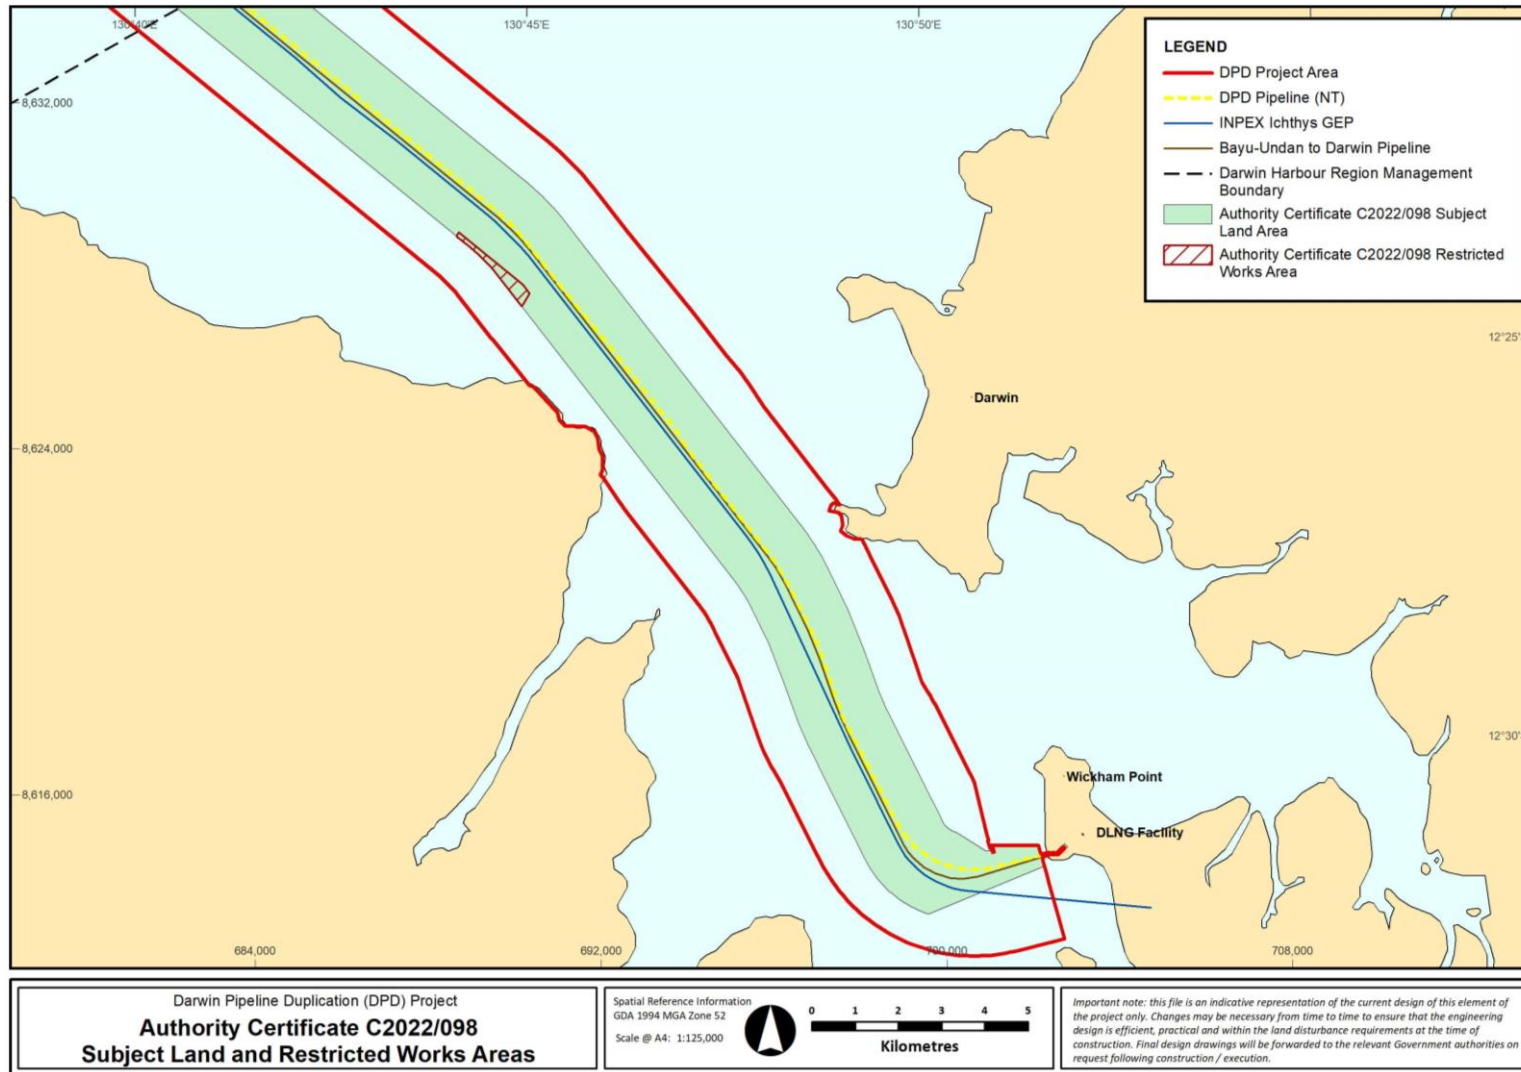 130°40'E
130°45'E
130°50'E
8,632,000
8,624,000
8,616,000
12°25'
12°30'
684,000
692,000
700,000
708,000
LEGEND
DPD Project Area
DPD Pipeline (NT)
INPEX Ichthys GEP
Bayu-Undan to Darwin Pipeline
Darwin Harbour Region Management
Boundary
Authority Certificate C2022/098 Subject
Land Area
Authority Certificate C2022/098 Restricted
Works Area
Darwin
Wickham Point
DLNG Facility
Darwin Pipeline Duplication (DPD) Project
Authority Certificate C2022/098
Subject Land and Restricted Works Areas
Spatial Reference Information
GDA 1994 MGA Zone 52
Scale @ A4: 1:125,000
0 1 2 3 4 5
Kilometres
Important note: this file is an indicative representation of the current design of this element of
the project only. Changes may be necessary from time to time to ensure that the engineering
design is efficient, practical and within the land disturbance requirements at the time of
construction. Final design drawings will be forwarded to the relevant Government authorities on
request following construction / execution.